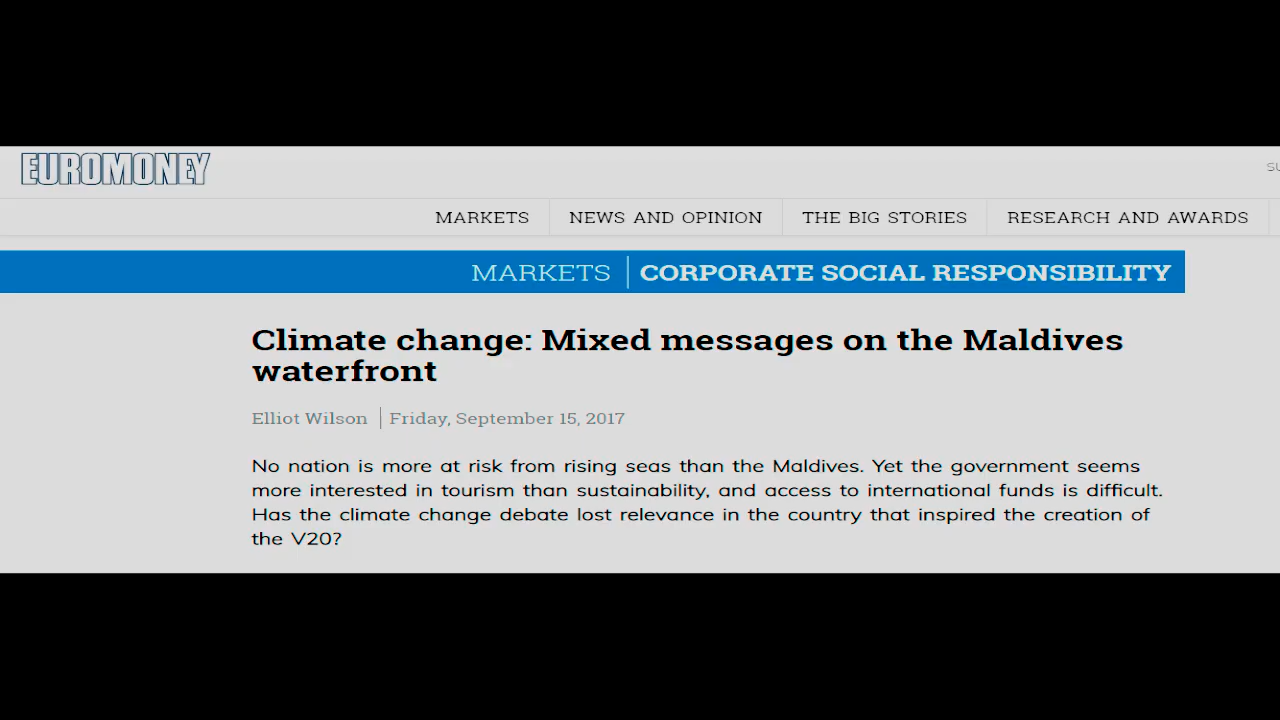 EUROMONEY
MARKETS NEWS AND OPINION THE BIG STORIES RESEARCH AND AWARDS
MARKETS | CORPORATE SOCIAL RESPONSIBILITY
Climate change: Mixed messages on the Maldives
waterfront
Elliot Wilson | Friday, September 15, 2017
No nation is more at risk from rising seas than the Maldives. Yet the government seems
more interested in tourism than sustainability, and access to international funds is difficult.
Has the climate change debate lost relevance in the country that inspired the creation of
the V20?